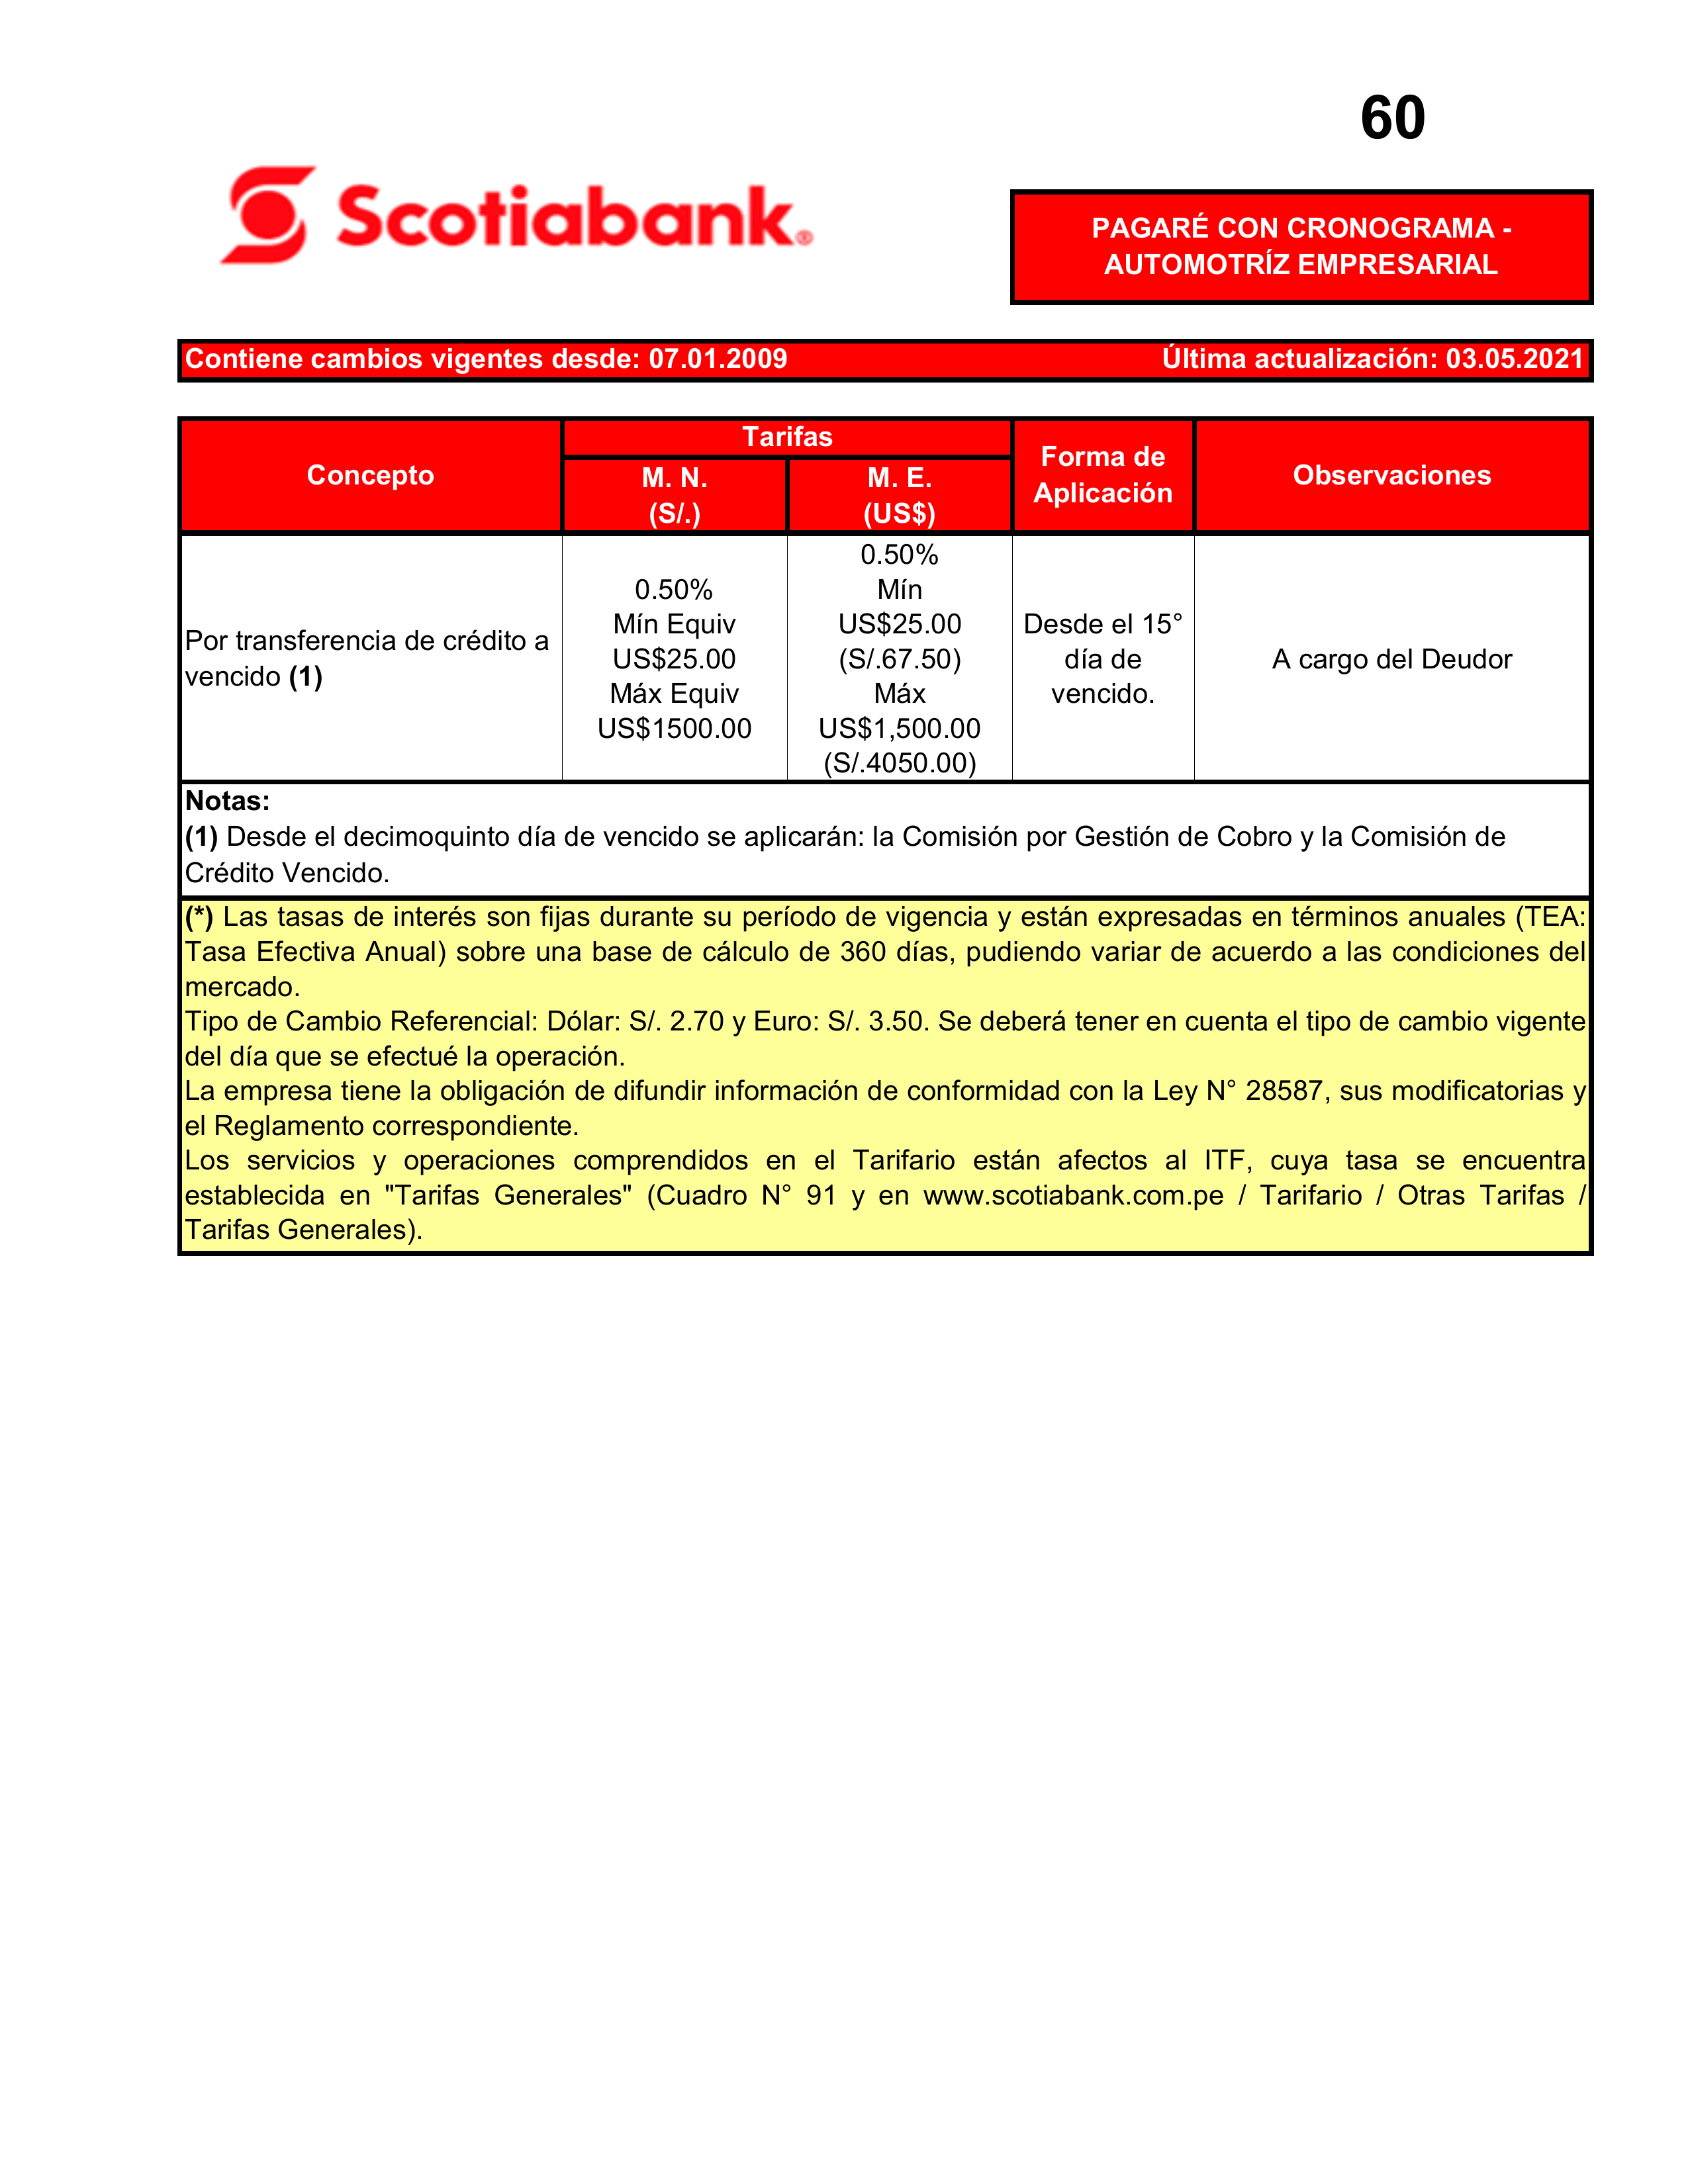 60
Scotiabank®
PAGARÉ CON CRONOGRAMA -
AUTOMOTRÍZ EMPRESARIAL
Contiene cambios vigentes desde: 07.01.2009 Última actualización: 03.05.2021
Concepto
Tarifas
M. N.
(S/.)
M. E.
(US$)
Forma de
Aplicación
Observaciones
Por transferencia de crédito a
vencido (1)
0.50%
Mín Equiv
US$25.00
Máx Equiv
US$1500.00
0.50%
Mín
US$25.00
(S/.67.50)
Máx
US$1,500.00
(S/.4050.00)
Desde el 15°
día de
vencido.
A cargo del Deudor
Notas:
(1) Desde el decimoquinto día de vencido se aplicarán: la Comisión por Gestión de Cobro y la Comisión de
Crédito Vencido.
(*) Las tasas de interés son fijas durante su período de vigencia y están expresadas en términos anuales (TEA:
Tasa Efectiva Anual) sobre una base de cálculo de 360 días, pudiendo variar de acuerdo a las condiciones del
mercado.
Tipo de Cambio Referencial: Dólar: S/. 2.70 y Euro: S/. 3.50. Se deberá tener en cuenta el tipo de cambio vigente
del día que se efectué la operación.
La empresa tiene la obligación de difundir información de conformidad con la Ley N° 28587, sus modificatorias y
el Reglamento correspondiente.
Los servicios y operaciones comprendidos en el Tarifario están afectos al ITF, cuya tasa se encuentra
establecida en "Tarifas Generales" (Cuadro N° 91 y en www.scotiabank.com.pe / Tarifario / Otras Tarifas /
Tarifas Generales).